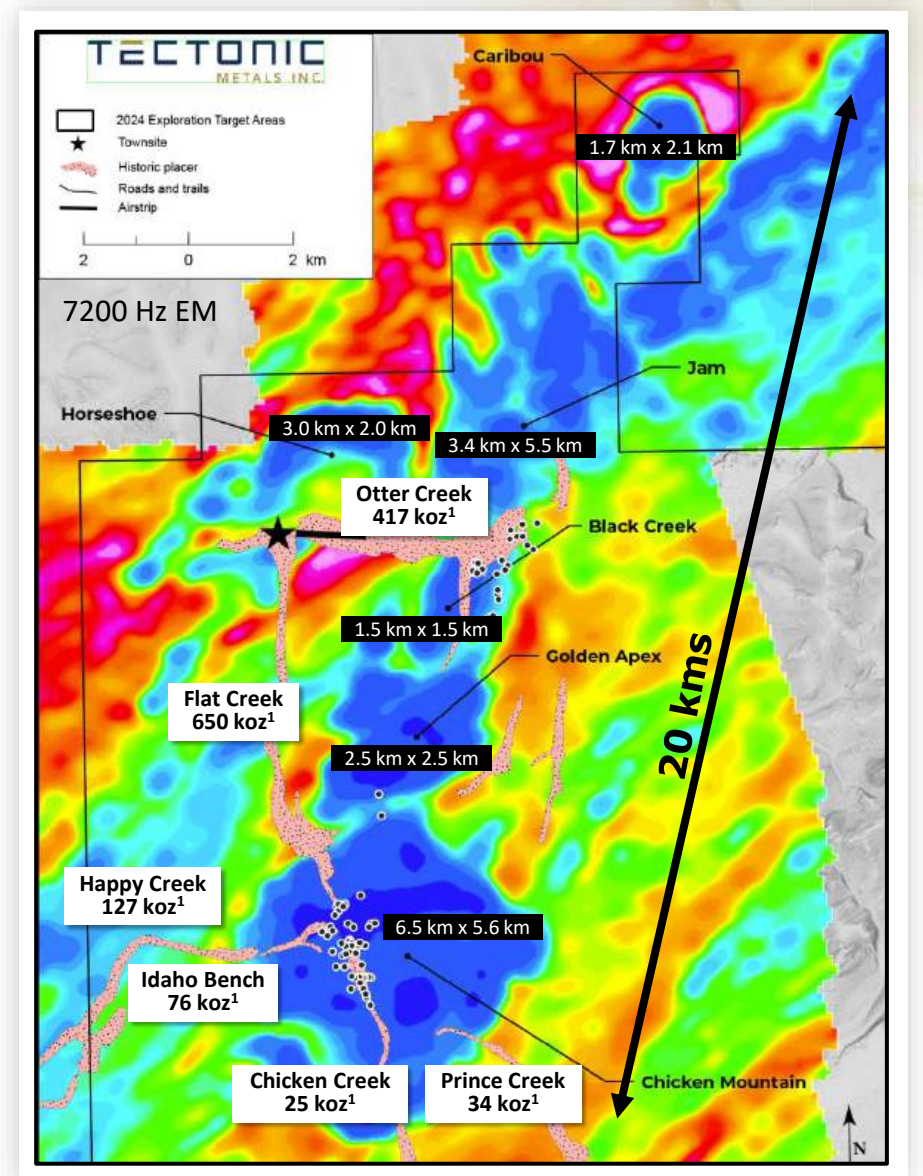 TECTONIC
METALS INC.
2024 Exploration Target Areas
Townsite
Historic placer
Roads and trails
Airstrip
2 0 2 km
7200 Hz EM
Caribou
1.7 km x 2.1 km
Jam
Horseshoe
3.0 km x 2.0 km
3.4 km x 5.5 km
Otter Creek
417 koz¹
Black Creek
1.5 km x 1.5 km
Golden Apex
20 kms
Flat Creek
650 koz¹
2.5 km x 2.5 km
Happy Creek
127 koz¹
6.5 km x 5.6 km
Idaho Bench
76 koz¹
Chicken Creek
25 koz¹
Prince Creek
34 koz¹
Chicken Mountain
N